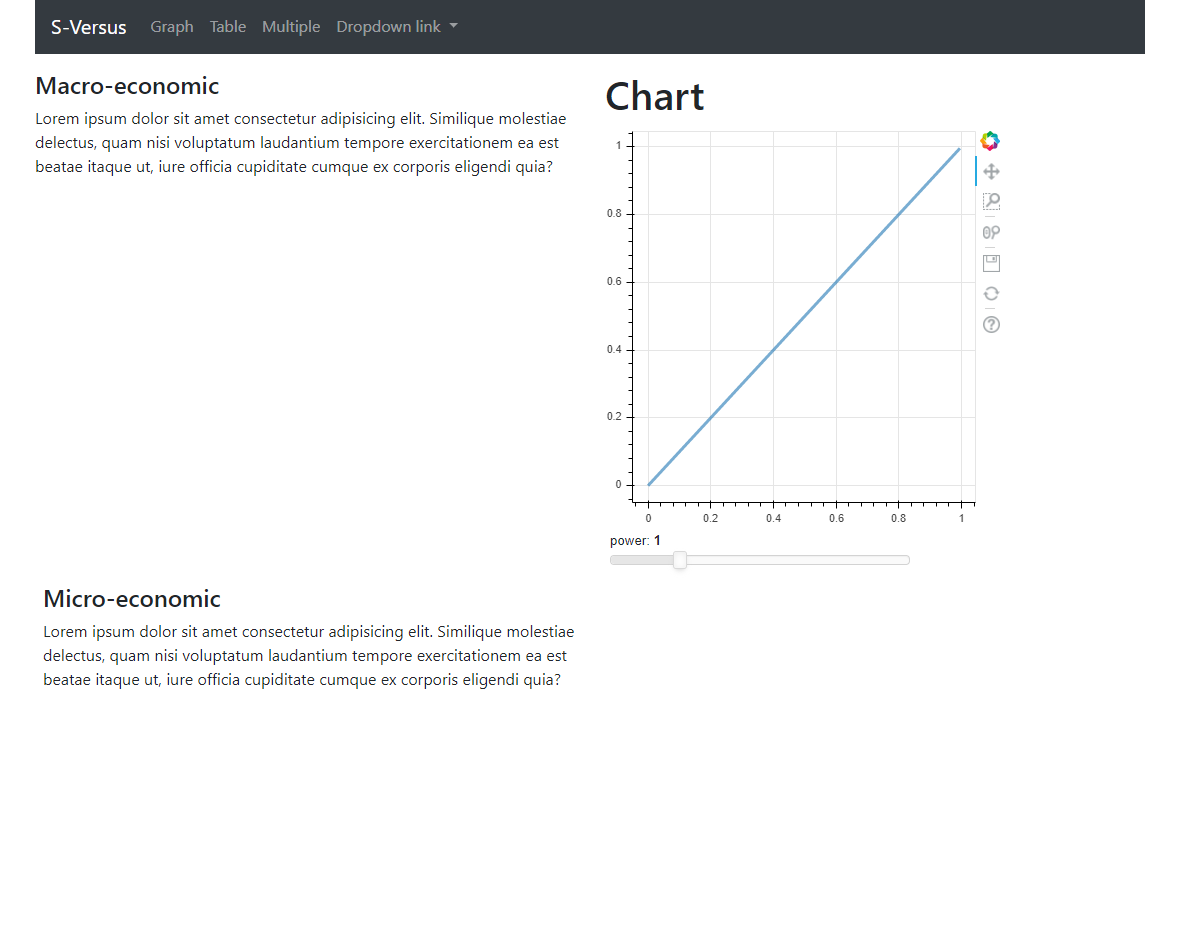 S-Versus Graph Table Multiple Dropdown link
Macro-economic
Lorem ipsum dolor sit amet consectetur adipisicing elit. Similique molestiae
delectus, quam nisi voluptatum laudantium tempore exercitationem ea est
beatae itaque ut, iure officia cupiditate cumque ex corporis eligendi quia?
Chart
1
0.8
0.6
0.4
0.2
0
0 0.2 0.4 0.6 0.8 1
power: 1
Micro-economic
Lorem ipsum dolor sit amet consectetur adipisicing elit. Similique molestiae
delectus, quam nisi voluptatum laudantium tempore exercitationem ea est
beatae itaque ut, iure officia cupiditate cumque ex corporis eligendi quia?